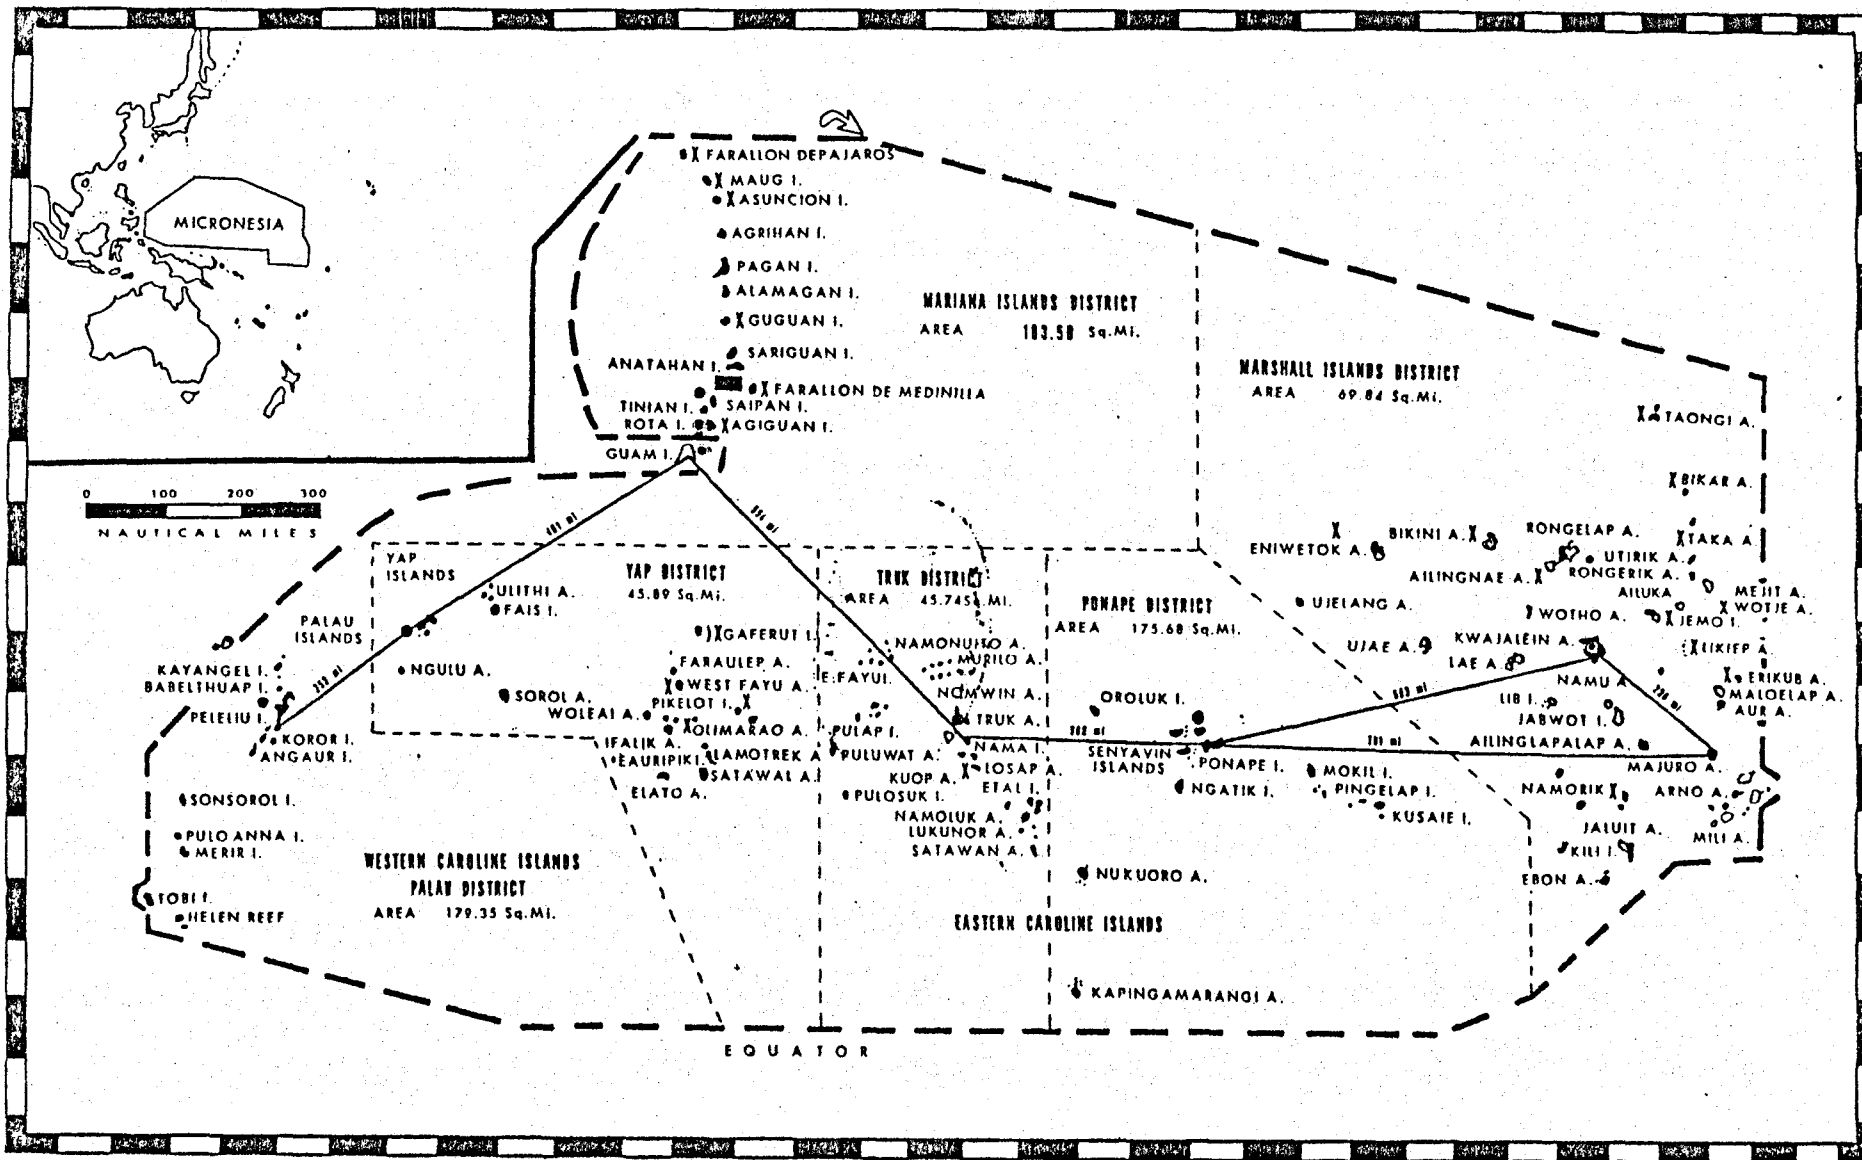 MICRONESIA
FARALLON DEPAJAROS
X MAUG I.
X ASUNCION I.
AGRIHAN I.
PAGAN I.
ALAMAGAN I.
X GUGUAN I.
SARIGUAN I.
ANATAHAN I.
X FARALLON DE MEDINILLA
TINIAN I.
SAIPAN I.
ROTA I.
X AGIGUAN I.
GUAM I.
MARIANA ISLANDS DISTRICT
AREA 183.50 Sq.Mi.
MARSHALL ISLANDS DISTRICT
AREA 69.84 Sq.Mi.
X TAONGI A.
X BIKAR A.
0 100 200 300
NAUTICAL MILES
X
ENIWETOK A.
BIKINI A. X
RONGELAP A.
X TAKA A
UTIRIK A.
AILINGNAE A. X
RONGERIK A.
AILUKA
MEJIT A.
X WOTJE A.
UJELANG A.
WOTHO A.
X JEMO I.
UJAE A.
KWAJALEIN A.
X LIKIEP A.
LAE A.
NAMU A
X ERIKUB A.
MALOELAP A.
AUR A.
LIB I.
JABWOT I.
AILINGLAPALAP A.
MAJURO A.
NAMORIK X
ARNO A.
JALUIT A.
MILI A.
KILI I.
EBON A.
YAP
ISLANDS
YAP DISTRICT
45.89 Sq.Mi.
ULITHI A.
FAIS I.
PALAU
ISLANDS
X GAFERUT I.
KAYANGEL I.
BABELTHUAP I.
PELELIU I.
KOROR I.
ANGAUR I.
NGULU A.
SOROL A.
FARAULEP A.
X WEST FAYU A.
PIKELOT I. X
WOLEAI A.
X OLIMARAO A.
IFALIK A.
EAURIPIK I.
LAMOTREK A
SATAWAL A.
ELATO A.
TRUK DISTRICT
AREA 45.74 Sq.Mi.
NAMONUITO A.
MURILO A.
E. FAYU I.
NOMWIN A.
TRUK A.
PULAP I.
PULUWAT A.
NAMA I.
KUOP A.
X LOSAP A.
PULOSUK I.
ETAL I.
NAMOLUK A.
LUKUNOR A.
SATAWAN A.
PONAPE DISTRICT
AREA 175.68 Sq.Mi.
OROLUK I.
SENYAVIN
ISLANDS
PONAPE I.
MOKIL I.
NGATIK I.
PINGELAP I.
KUSAIE I.
NUKUORO A.
EASTERN CAROLINE ISLANDS
KAPINGAMARANGI A.
SONSOROL I.
PULO ANNA I.
MERIR I.
TOBI I.
HELEN REEF
WESTERN CAROLINE ISLANDS
PALAU DISTRICT
AREA 179.35 Sq.Mi.
EQUATOR